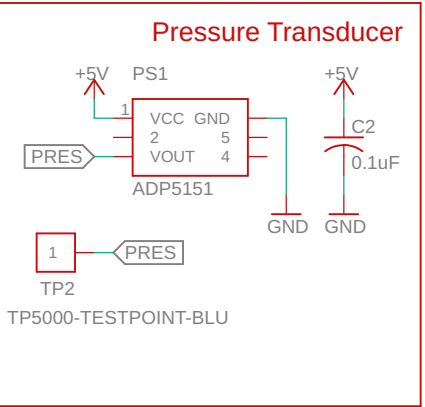 Pressure Transducer
+5V PS1 +5V
1 VCC GND
2 5
PRES VOUT 4
C2
0.1uF
ADP5151
GND GND
1 PRES
TP2
TP5000-TESTPOINT-BLU